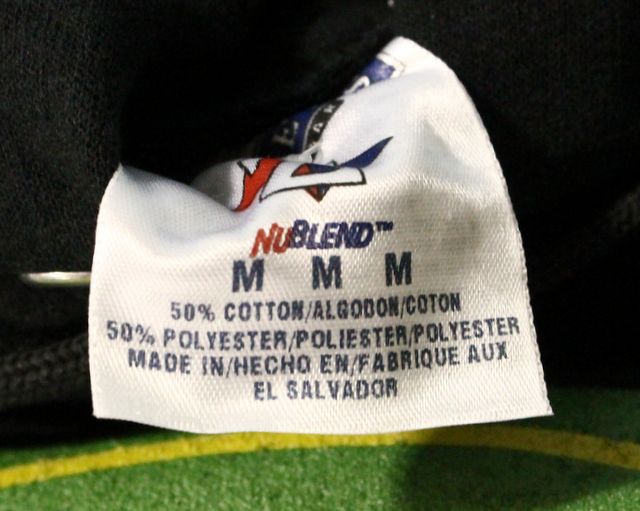 NUBLEND™
M M M
50% COTTON/ALGODON/COTON
50% POLYESTER/POLIESTER/POLYESTER
MADE IN/HECHO EN/FABRIQUE AUX
EL SALVADOR